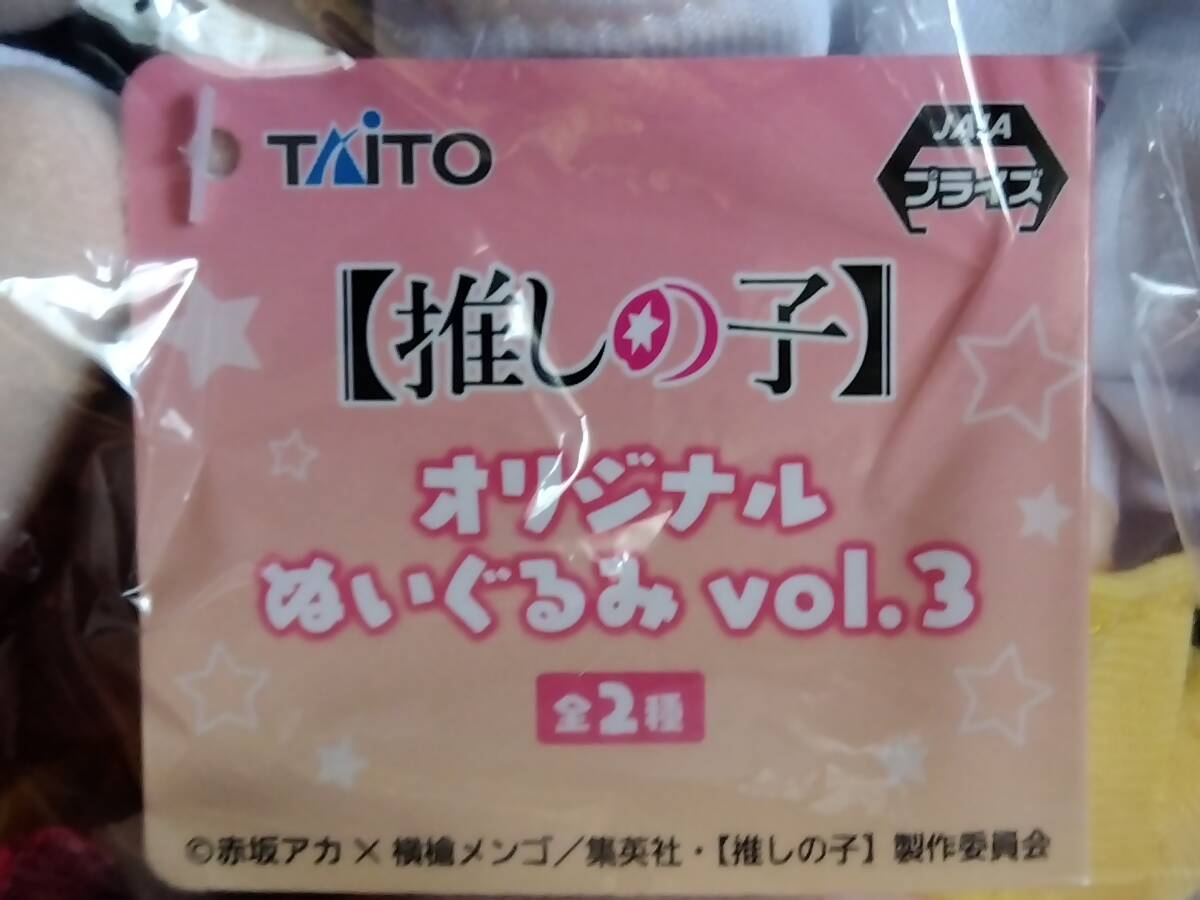 TAITO
JAIA
プライズ
【推しの子】
オリジナル
ぬいぐるみ vol.3
全2種
©赤坂アカ×横槍メンゴ/集英社・【推しの子】製作委員会